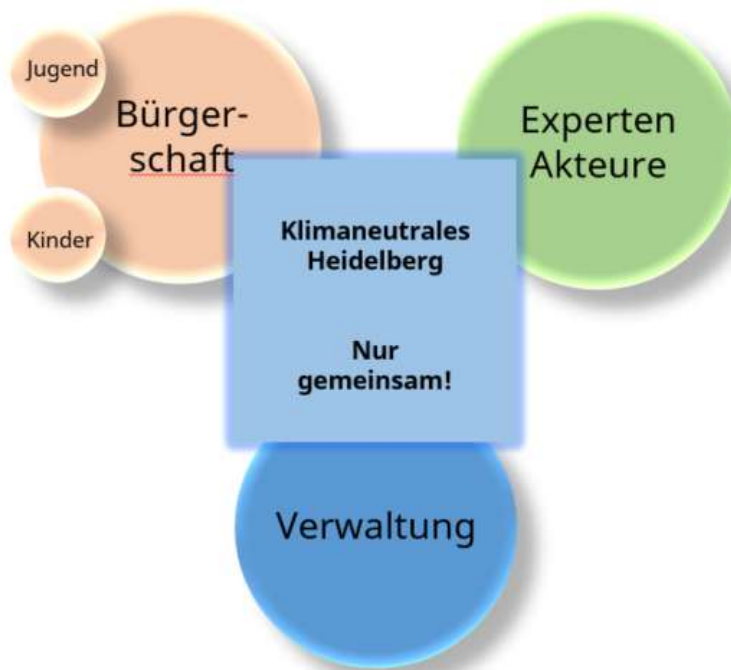 Jugend
Bürger-
schaft
Kinder
Experten
Akteure
Klimaneutrales
Heidelberg
Nur
gemeinsam!
Verwaltung